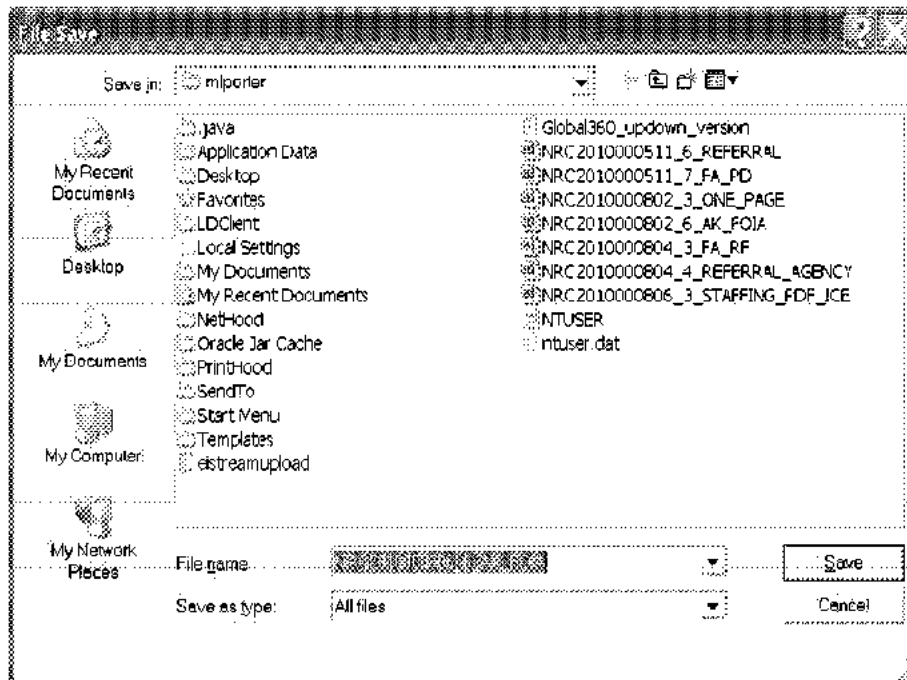 File Save
Save in: mlporter
My Recent
Documents
Desktop
My Documents
My Computer
My Network
Places
.java
Application Data
Desktop
Favorites
LDClient
Local Settings
My Documents
My Recent Documents
NetHood
Oracle Jar Cache
PrintHood
SendTo
Start Menu
Templates
eistreamupload
Global360_updown_version
NRC2010000511_6_REFERRAL
NRC2010000511_7_FA_PD
NRC2010000802_3_ONE_PAGE
NRC2010000802_6_AK_FOIA
NRC2010000804_3_FA_RF
NRC2010000804_4_REFERRAL_AGENCY
NRC2010000806_3_STAFFING_PDF_ICE
NTUSER
ntuser.dat
File name
Save
Save as type: All files
Cancel